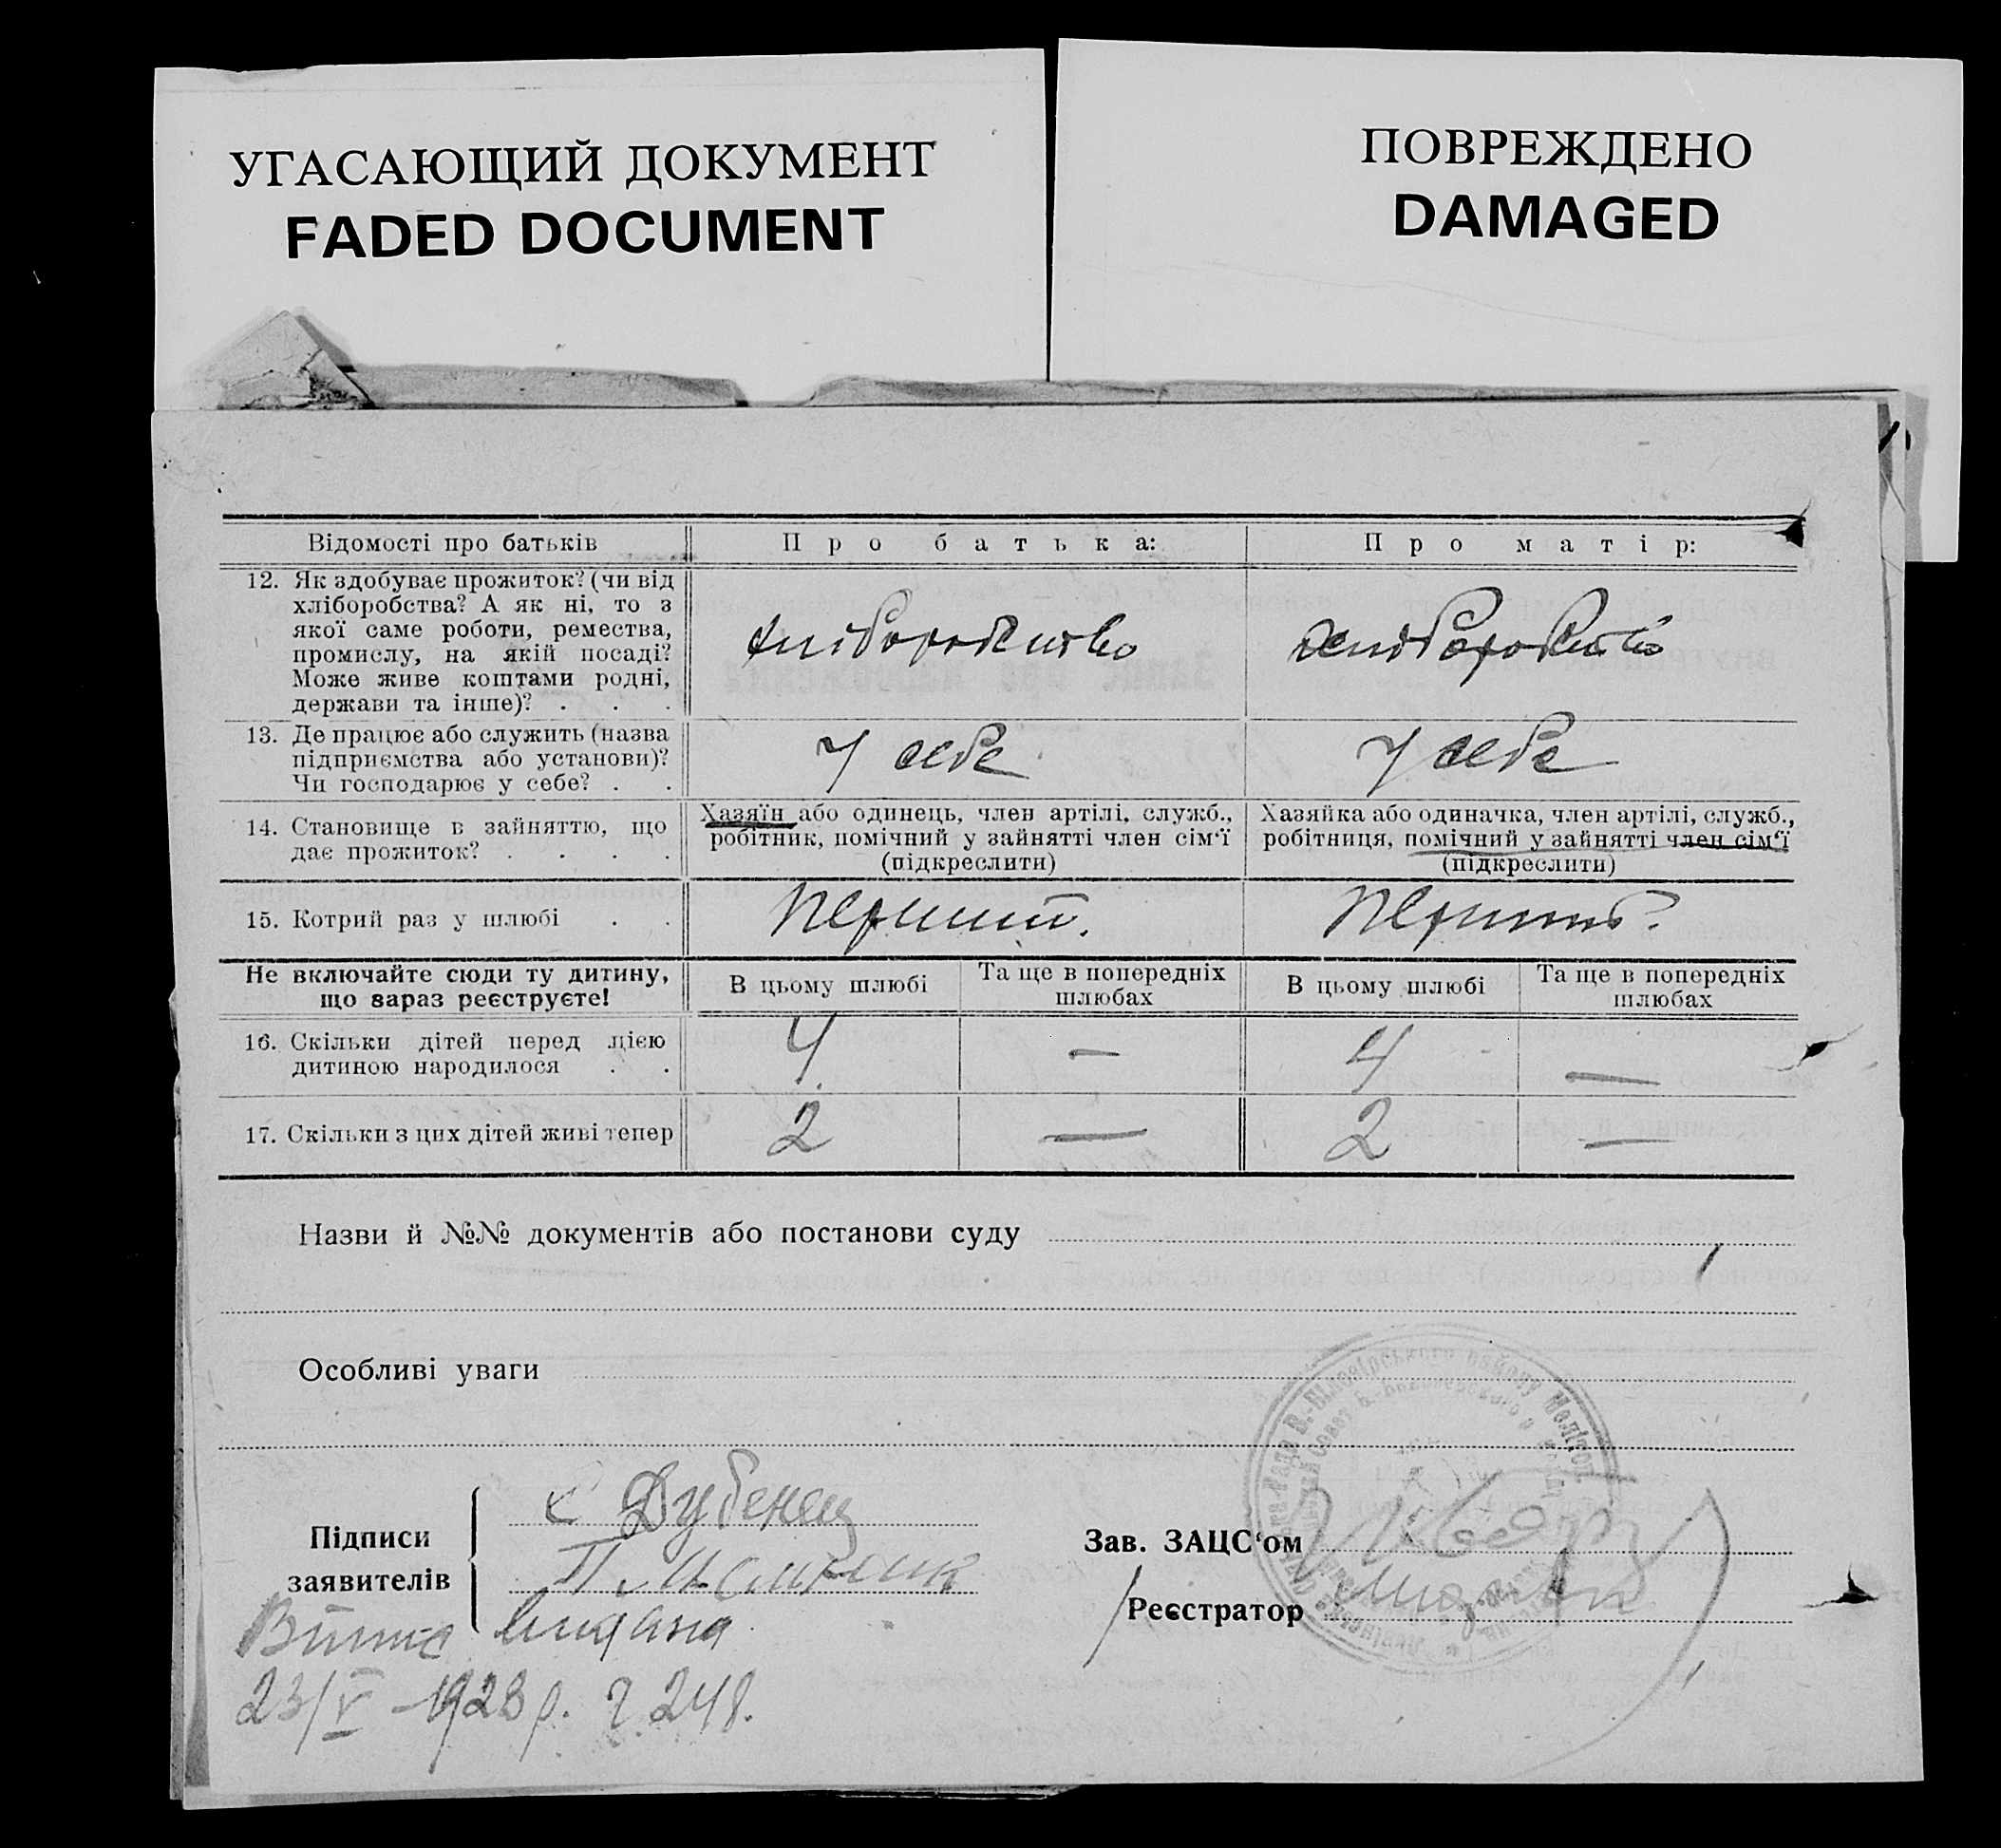 УГАСАЮЩИЙ ДОКУМЕНТ
FADED DOCUMENT
ПОВРЕЖДЕНО
DAMAGED
Відомості про батьків
Про батька:
Про матір:
12. Як здобуває прожиток? (чи від
хліборобства? А як ні, то з
якої саме роботи, ремества,
промислу, на якій посаді?
Може живе коштами родні,
держави та інше)? . . .
хліборобство
хліборобство
13. Де працює або служить (назва
підприємства або установи)?
Чи господарює у себе? . .
у себе
у себе
14. Становище в зайняттю, що
дає прожиток? . . . .
Хазяїн або одинець, член артілі, служб.,
робітник, помічний у зайнятті член сім‘ї
(підкреслити)
Хазяйка або одиначка, член артілі, служб.,
робітниця, помічний у зайнятті член сім‘ї
(підкреслити)
15. Котрий раз у шлюбі . .
Перший.
Не включайте сюди ту дитину,
що зараз реєструєте!
В цьому шлюбі
Та ще в попередніх
шлюбах
В цьому шлюбі
Та ще в попередніх
шлюбах
16. Скільки дітей перед цією
дитиною народилося . .
4
—
4
—
17. Скільки з цих дітей живі тепер
2
—
2
—
Назви й №№ документів або постанови суду
Особливі уваги
Підписи
заявителів
С Дубенец
Зав. ЗАЦС‘ом
Реєстратор
видана
23/V -1928 р. 248.